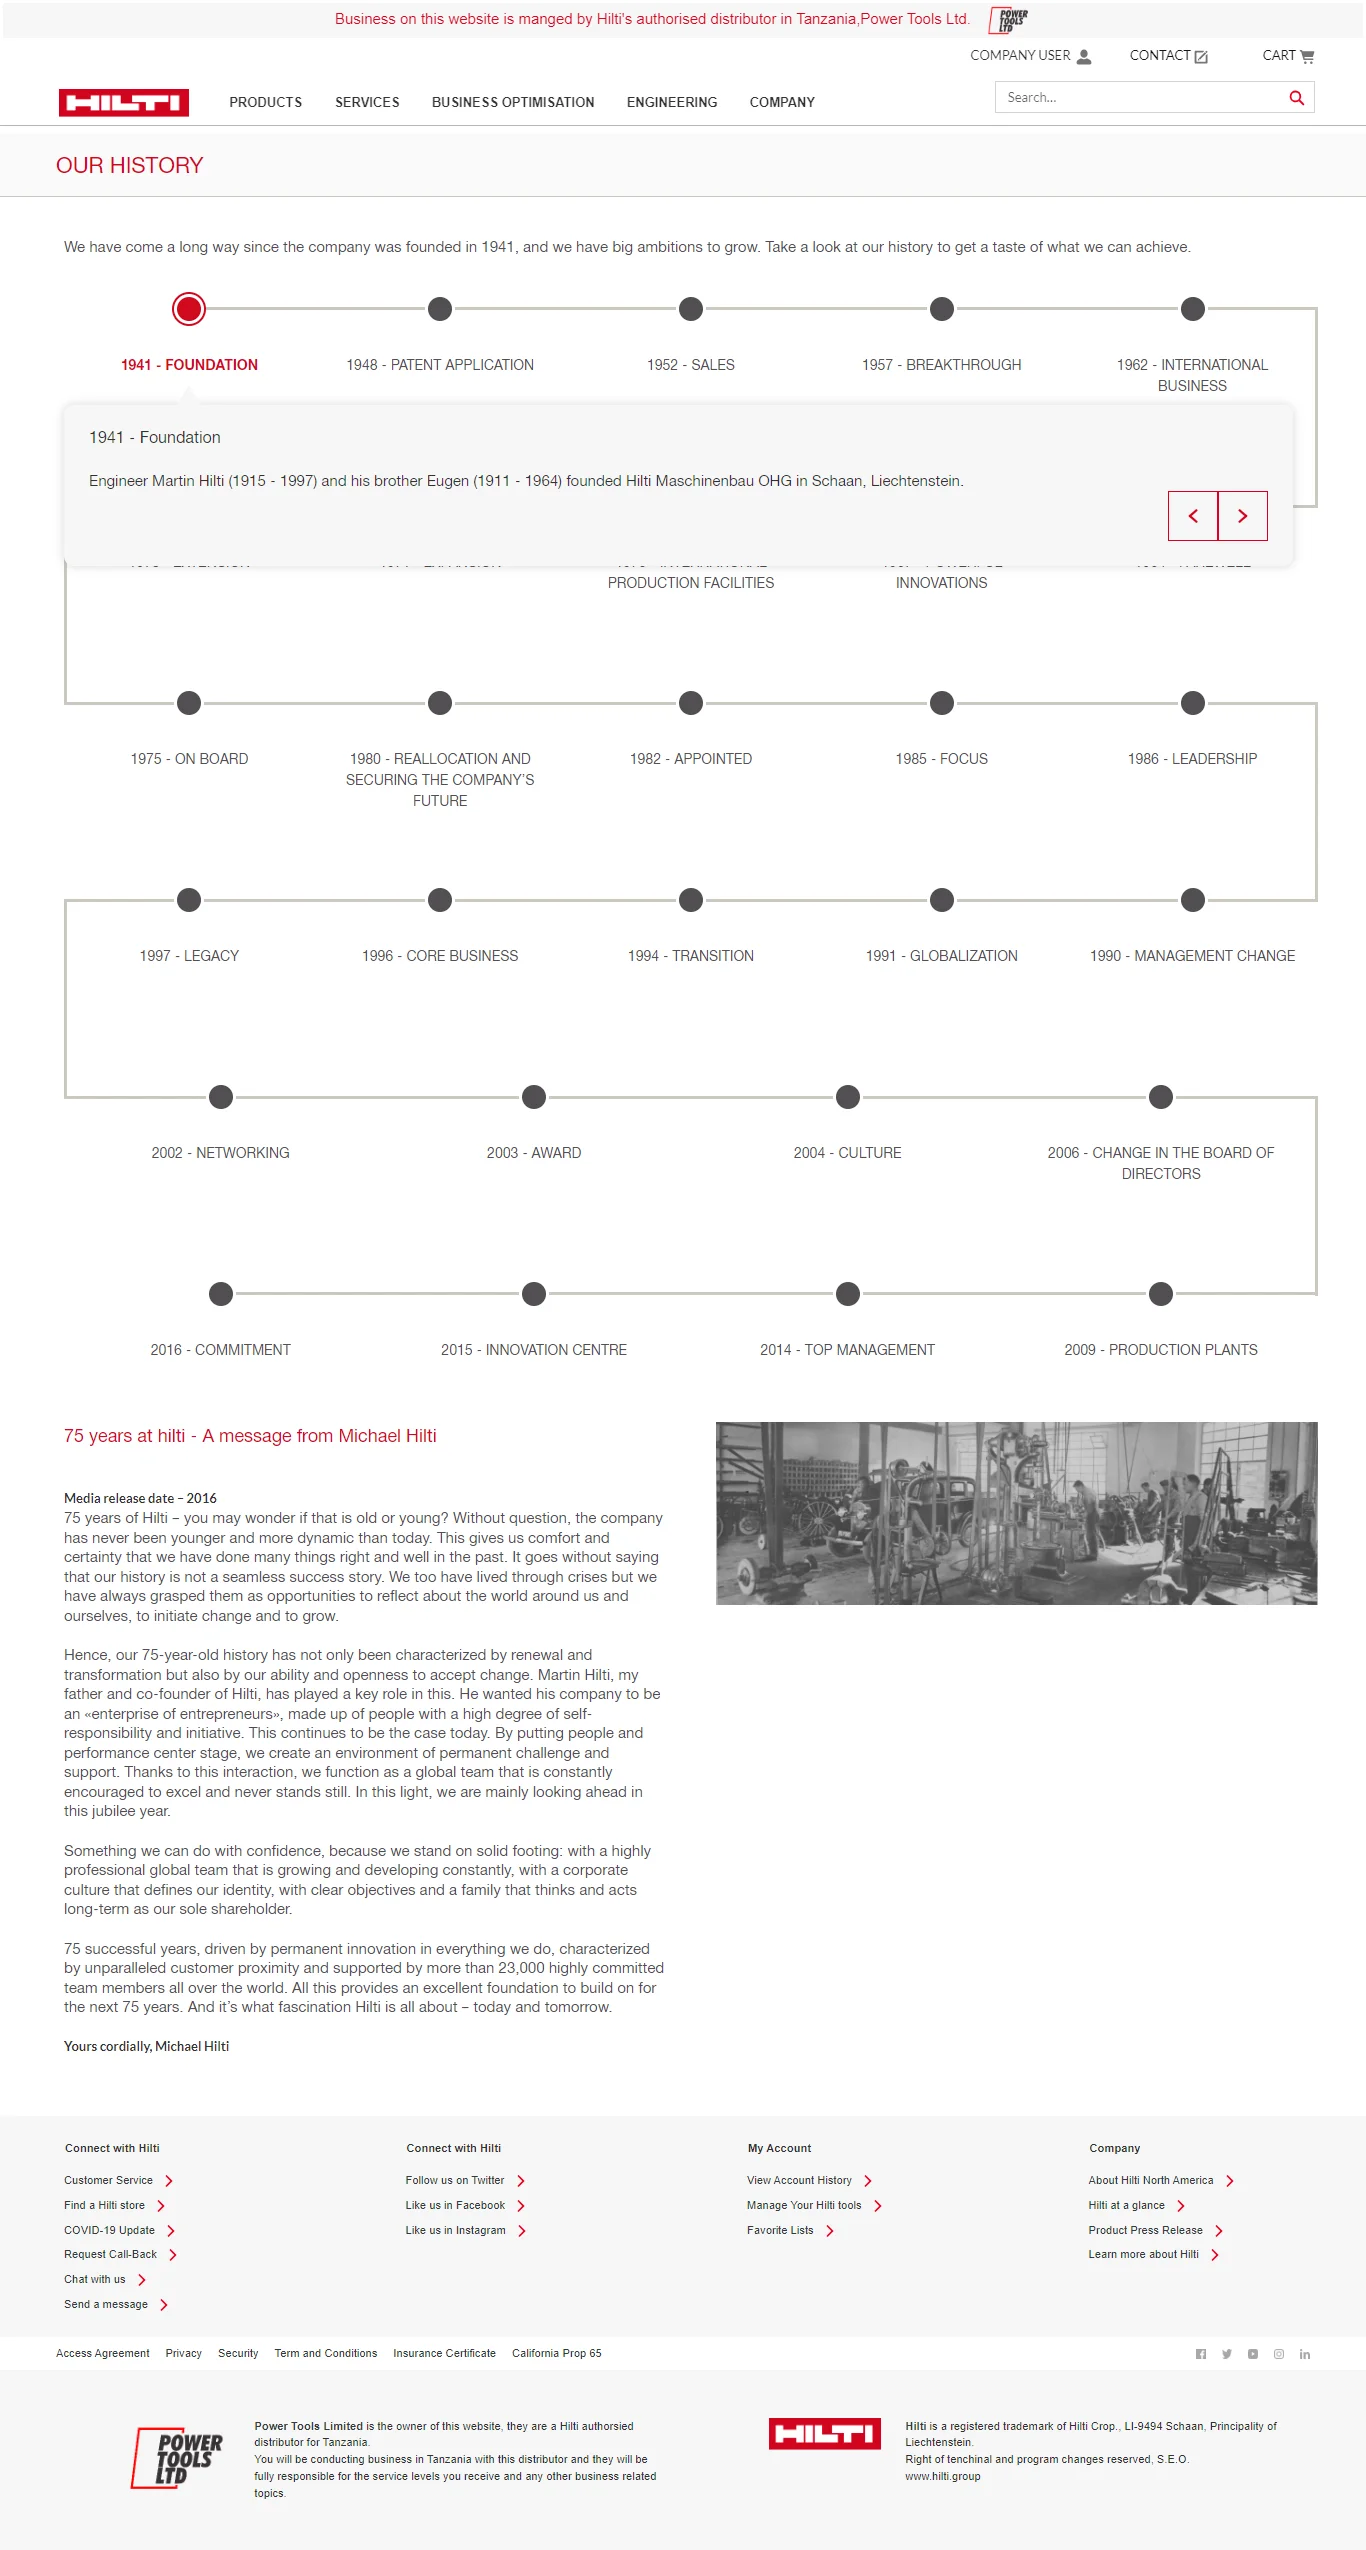 Business on this website is manged by Hilti's authorised distributor in Tanzania,Power Tools Ltd.
POWER
TOOLS
LTD
COMPANY USER
CONTACT
CART
HILTI
PRODUCTS
SERVICES
BUSINESS OPTIMISATION
ENGINEERING
COMPANY
Search...
OUR HISTORY
We have come a long way since the company was founded in 1941, and we have big ambitions to grow. Take a look at our history to get a taste of what we can achieve.
1941 - FOUNDATION
1948 - PATENT APPLICATION
1952 - SALES
1957 - BREAKTHROUGH
1962 - INTERNATIONAL
BUSINESS
1941 - Foundation
Engineer Martin Hilti (1915 - 1997) and his brother Eugen (1911 - 1964) founded Hilti Maschinenbau OHG in Schaan, Liechtenstein.
PRODUCTION FACILITIES
INNOVATIONS
1975 - ON BOARD
1980 - REALLOCATION AND
SECURING THE COMPANY'S
FUTURE
1982 - APPOINTED
1985 - FOCUS
1986 - LEADERSHIP
1997 - LEGACY
1996 - CORE BUSINESS
1994 - TRANSITION
1991 - GLOBALIZATION
1990 - MANAGEMENT CHANGE
2002 - NETWORKING
2003 - AWARD
2004 - CULTURE
2006 - CHANGE IN THE BOARD OF
DIRECTORS
2016 - COMMITMENT
2015 - INNOVATION CENTRE
2014 - TOP MANAGEMENT
2009 - PRODUCTION PLANTS
75 years at hilti - A message from Michael Hilti
Media release date – 2016
75 years of Hilti – you may wonder if that is old or young? Without question, the company
has never been younger and more dynamic than today. This gives us comfort and
certainty that we have done many things right and well in the past. It goes without saying
that our history is not a seamless success story. We too have lived through crises but we
have always grasped them as opportunities to reflect about the world around us and
ourselves, to initiate change and to grow.
Hence, our 75-year-old history has not only been characterized by renewal and
transformation but also by our ability and openness to accept change. Martin Hilti, my
father and co-founder of Hilti, has played a key role in this. He wanted his company to be
an «enterprise of entrepreneurs», made up of people with a high degree of self-
responsibility and initiative. This continues to be the case today. By putting people and
performance center stage, we create an environment of permanent challenge and
support. Thanks to this interaction, we function as a global team that is constantly
encouraged to excel and never stands still. In this light, we are mainly looking ahead in
this jubilee year.
Something we can do with confidence, because we stand on solid footing: with a highly
professional global team that is growing and developing constantly, with a corporate
culture that defines our identity, with clear objectives and a family that thinks and acts
long-term as our sole shareholder.
75 successful years, driven by permanent innovation in everything we do, characterized
by unparalleled customer proximity and supported by more than 23,000 highly committed
team members all over the world. All this provides an excellent foundation to build on for
the next 75 years. And it's what fascination Hilti is all about – today and tomorrow.
Yours cordially, Michael Hilti
Connect with Hilti
Customer Service
Find a Hilti store
COVID-19 Update
Request Call-Back
Chat with us
Send a message
Connect with Hilti
Follow us on Twitter
Like us in Facebook
Like us in Instagram
My Account
View Account History
Manage Your Hilti tools
Favorite Lists
Company
About Hilti North America
Hilti at a glance
Product Press Release
Learn more about Hilti
Access Agreement
Privacy
Security
Term and Conditions
Insurance Certificate
California Prop 65
POWER
TOOLS
LTD
Power Tools Limited is the owner of this website, they are a Hilti authorsied
distributor for Tanzania.
You will be conducting business in Tanzania with this distributor and they will be
fully responsible for the service levels you receive and any other business related
topics.
HILTI
Hilti is a registered trademark of Hilti Crop., LI-9494 Schaan, Principality of
Liechtenstein.
Right of tenchinal and program changes reserved, S.E.O.
www.hilti.group